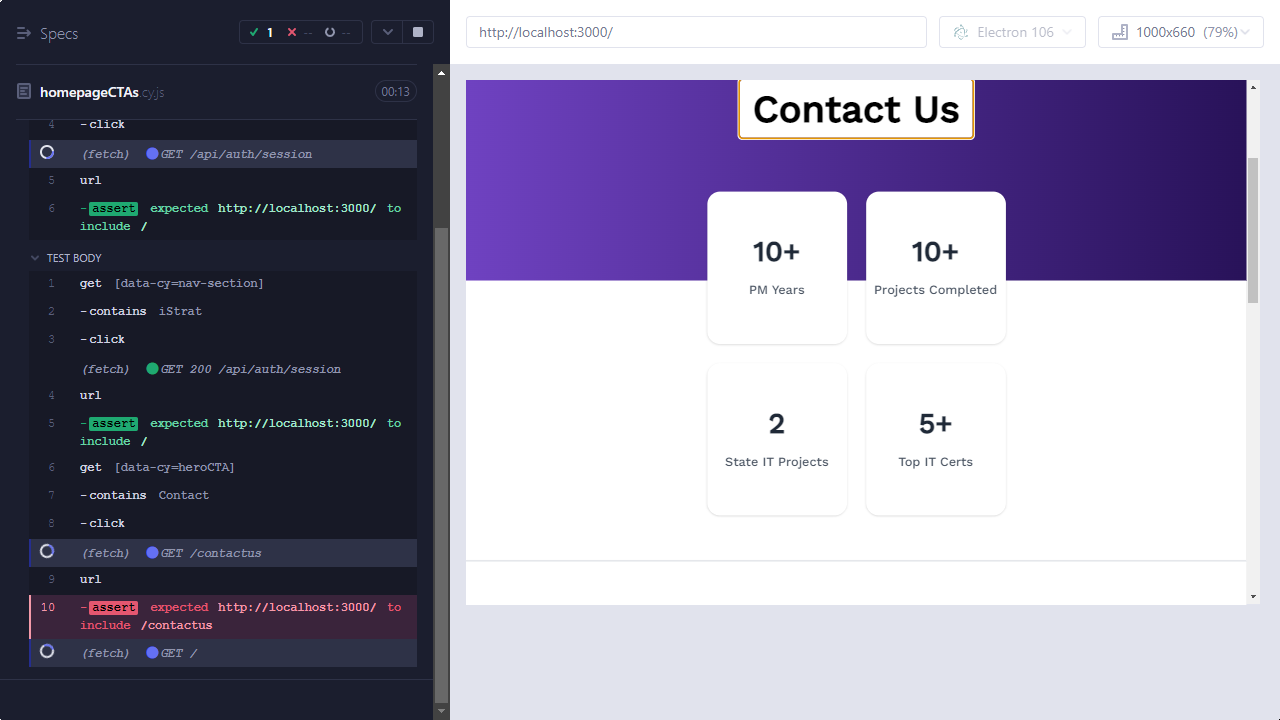 Specs
1
--
--
homepageCTAs.cy.js
00:13
4 -click
(fetch) GET /api/auth/session
5 url
6 -assert expected http://localhost:3000/ to
include /
TEST BODY
1 get [data-cy=nav-section]
2 -contains iStrat
3 -click
(fetch) GET 200 /api/auth/session
4 url
5 -assert expected http://localhost:3000/ to
include /
6 get [data-cy=heroCTA]
7 -contains Contact
8 -click
(fetch) GET /contactus
9 url
10 -assert expected http://localhost:3000/ to
include /contactus
(fetch) GET /
http://localhost:3000/
Electron 106
1000x660 (79%)
Contact Us
10+
PM Years
10+
Projects Completed
2
State IT Projects
5+
Top IT Certs